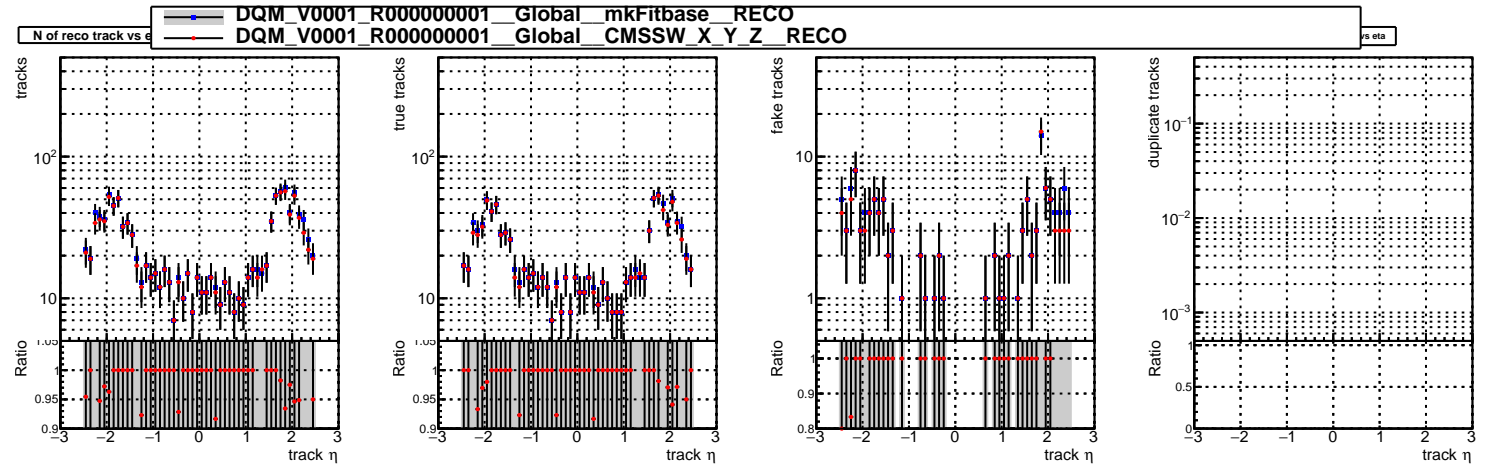 DQM_V0001_R000000001__Global__mkFitbase__RECO
DQM_V0001_R000000001__Global__CMSSW_X_Y_Z__RECO
N of reco track vs e
vs eta
tracks
10²
10
Ratio
1.05
1
0.95
0.9
−3 −2 −1 0 1 2 3
track η
true tracks
10²
10
Ratio
1.05
1
0.95
0.9
−3 −2 −1 0 1 2 3
track η
fake tracks
10
1
Ratio
1
0.9
0.8
−3 −2 −1 0 1 2 3
track η
duplicate tracks
10⁻¹
10⁻²
10⁻³
Ratio
1
0.5
0
−3 −2 −1 0 1 2 3
track η